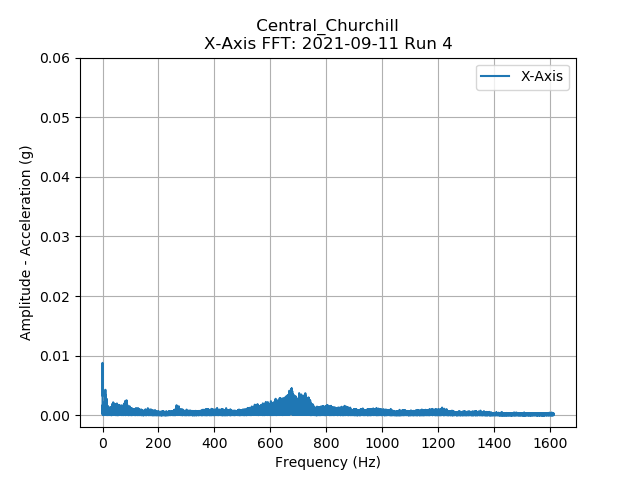 Central_Churchill
X-Axis FFT: 2021-09-11 Run 4
X-Axis
0.06
0.05
0.04
0.03
0.02
0.01
0.00
Amplitude - Acceleration (g)
0 200 400 600 800 1000 1200 1400 1600
Frequency (Hz)